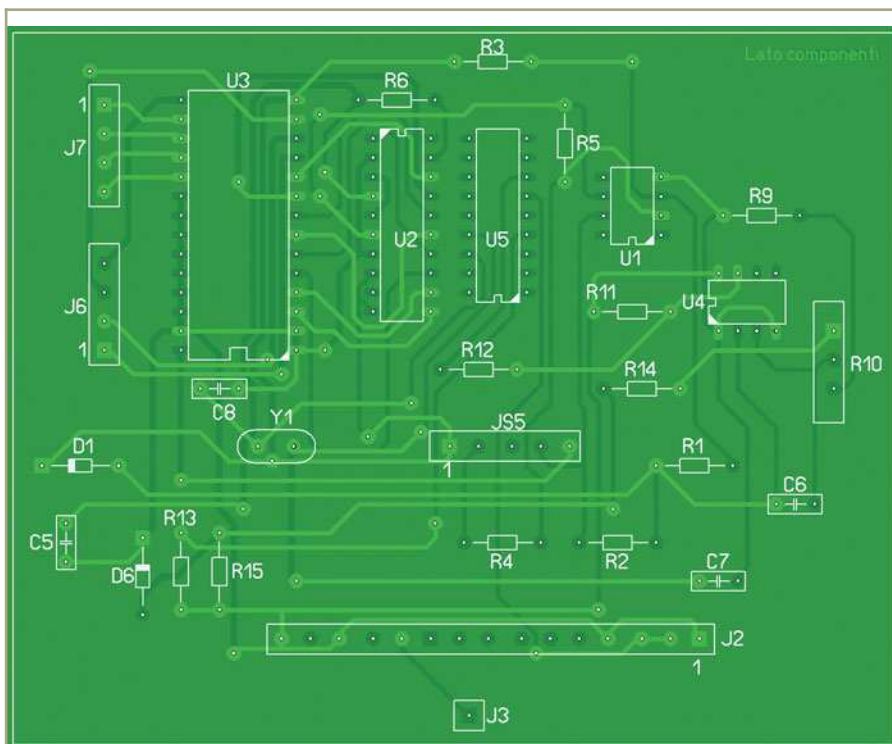 Lato componenti
R3
U3
R6
1
J7
R5
R9
U2
U5
U1
J6
R11
U4
1
R12
R14
R10
C8
Y1
JS5
D1
1
R1
C6
R13
C5
D6
R15
R4
R2
C7
J2
1
J3